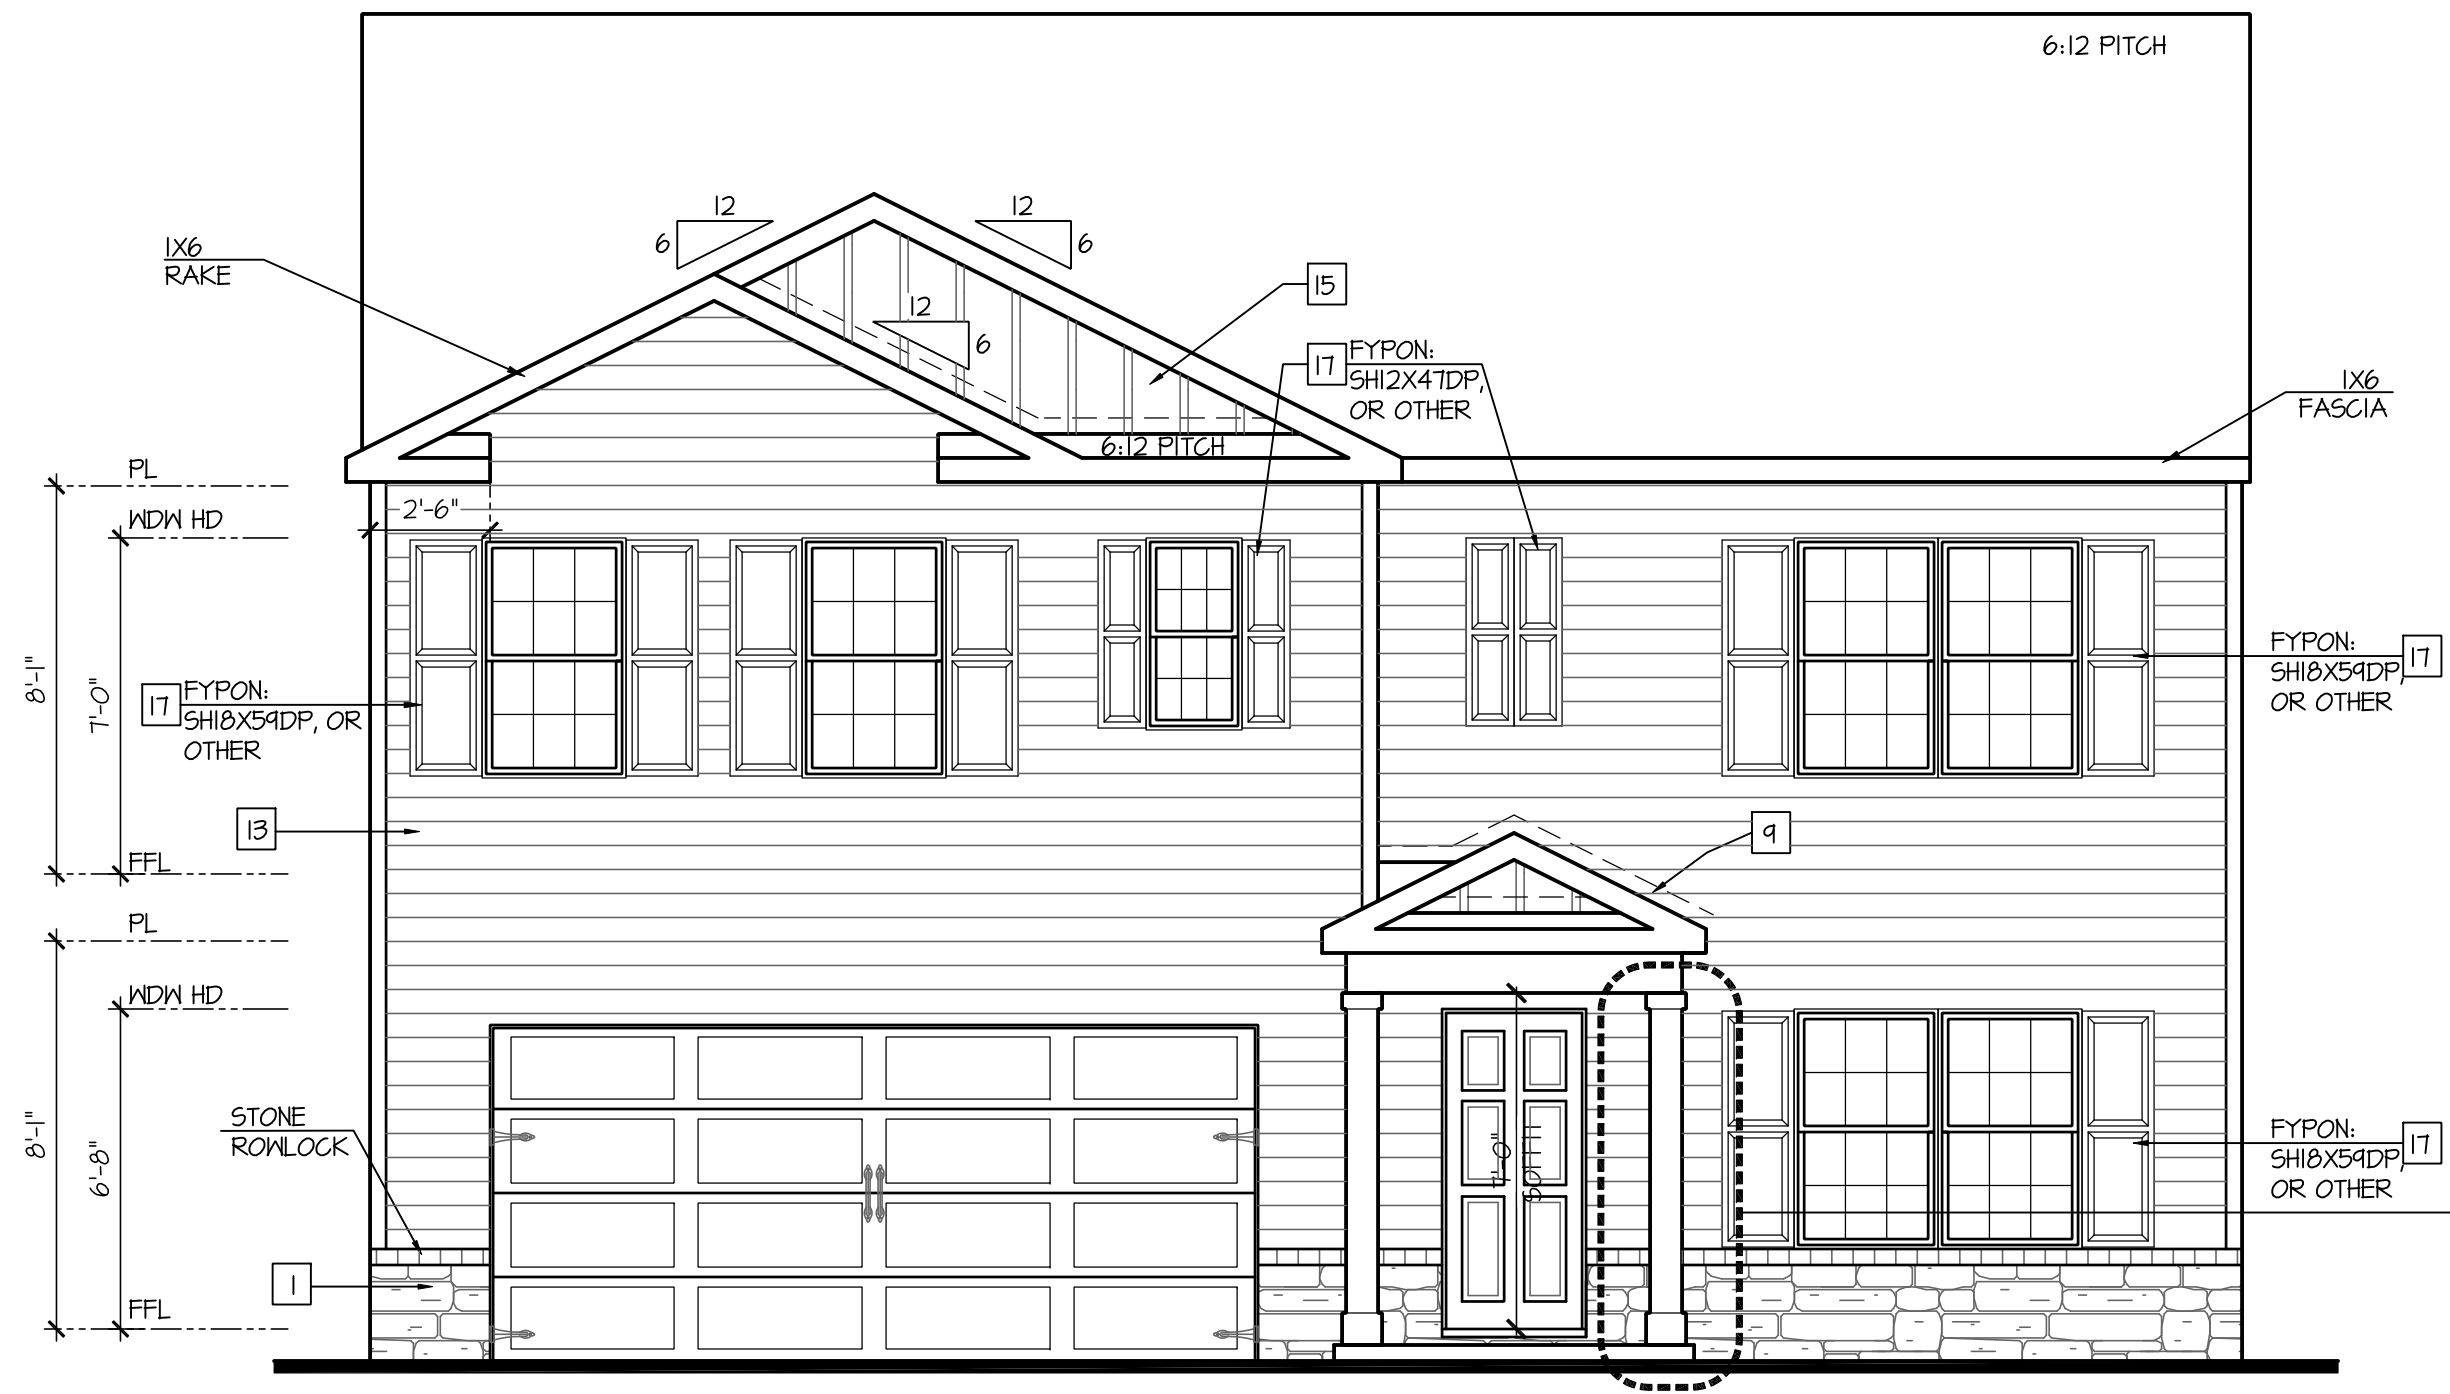 6:12 PITCH
12
6
12
6
1X6
RAKE
15
12
6
17
FYPON:
SH12X47DP,
OR OTHER
1X6
FASCIA
6:12 PITCH
PL
2'-6"
WDW HD
8'-1"
7'-0"
17
FYPON:
SH18X59DP, OR
OTHER
FYPON:
SH18X59DP,
OR OTHER
17
13
9
FFL
PL
WDW HD
8'-1"
6'-8"
STONE
ROWLOCK
7'-0"
SOFFIT
FYPON:
SH18X59DP,
OR OTHER
17
1
FFL